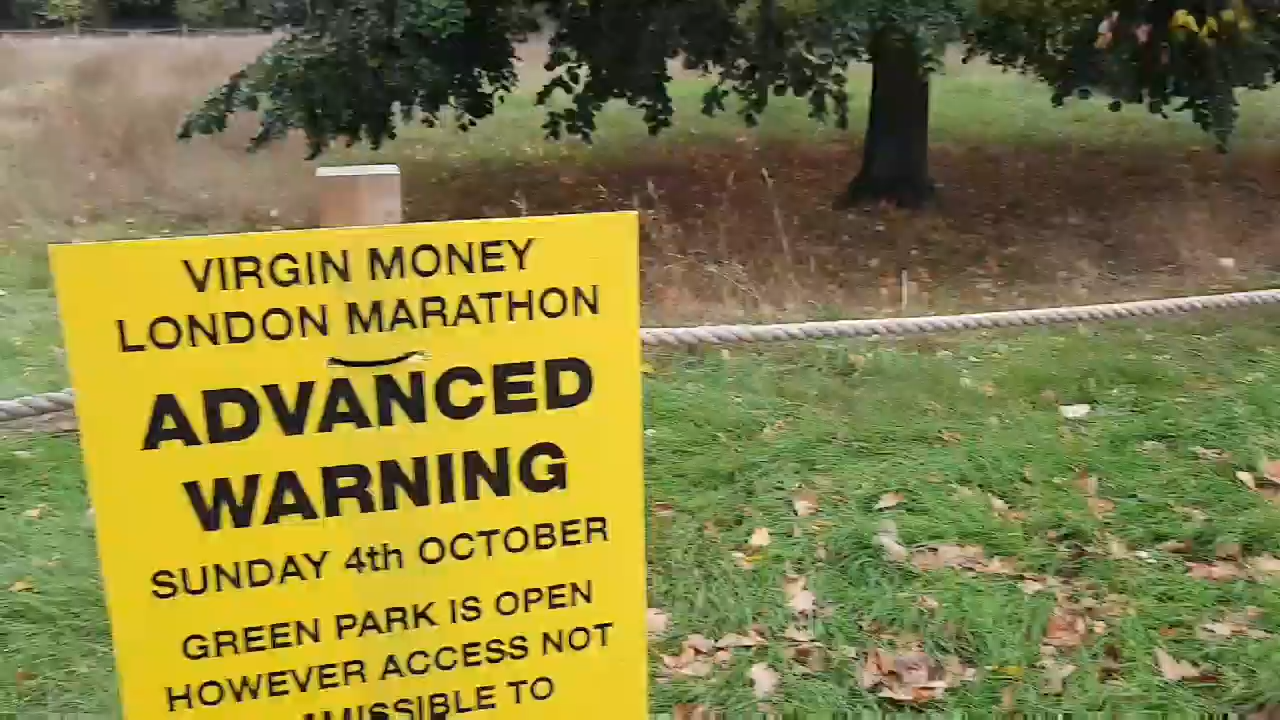 VIRGIN MONEY
LONDON MARATHON
ADVANCED
WARNING
SUNDAY 4th OCTOBER
GREEN PARK IS OPEN
HOWEVER ACCESS NOT
TO